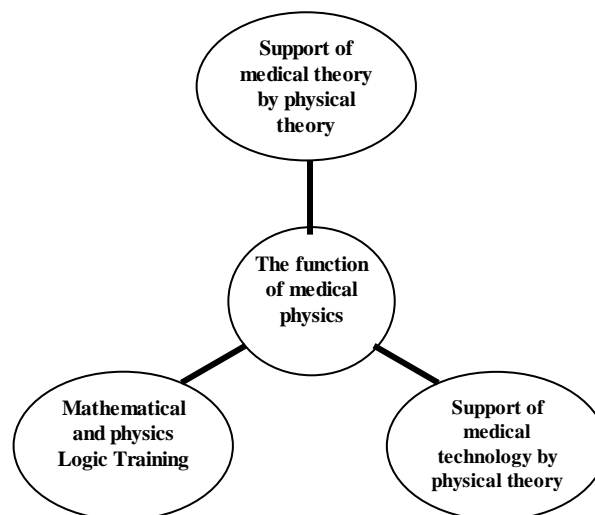 Support of
medical theory
by physical
theory
The function
of medical
physics
Mathematical
and physics
Logic Training
Support of
medical
technology by
physical theory